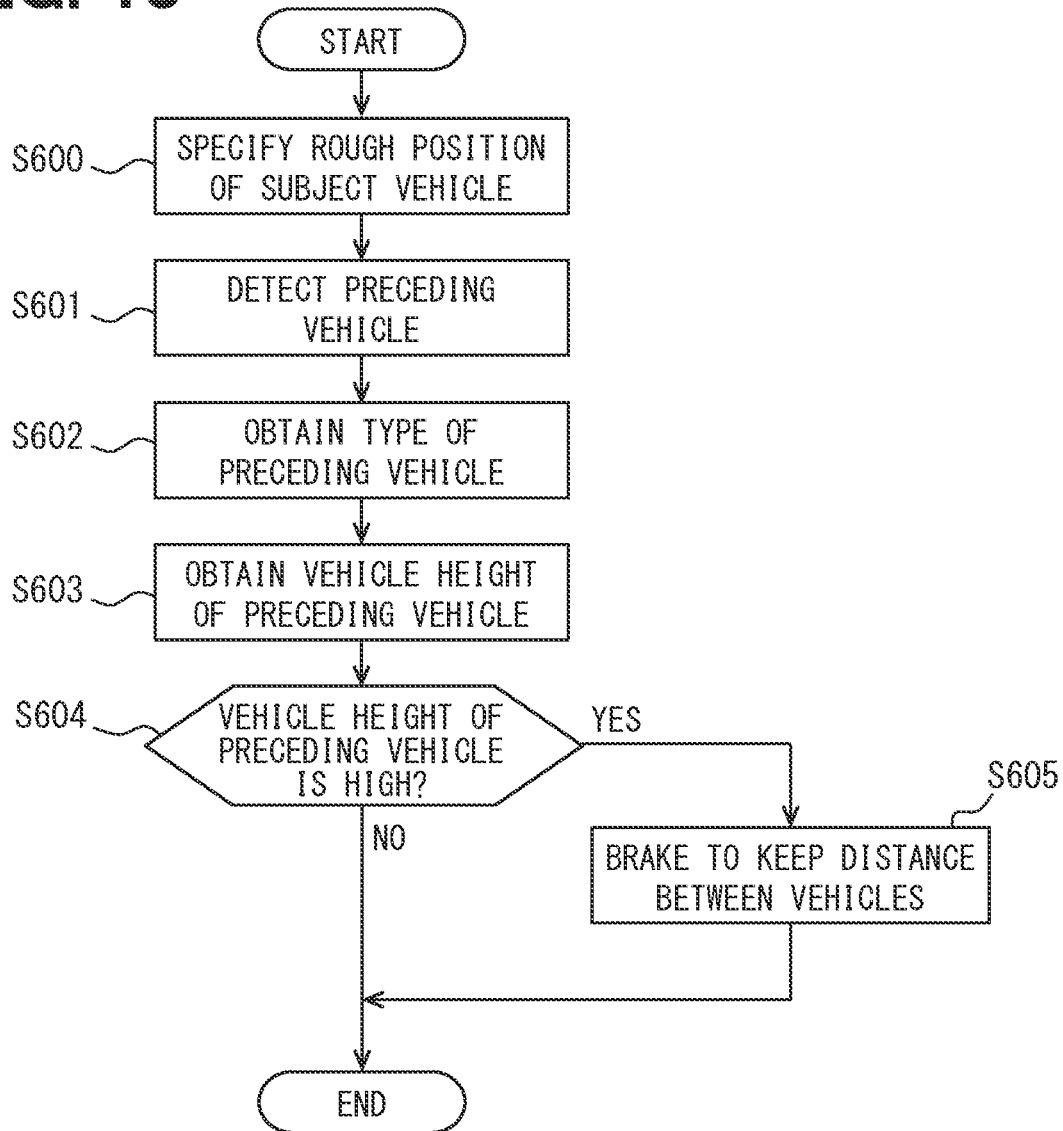 START
S600
SPECIFY ROUGH POSITION
OF SUBJECT VEHICLE
S601
DETECT PRECEDING
VEHICLE
S602
OBTAIN TYPE OF
PRECEDING VEHICLE
S603
OBTAIN VEHICLE HEIGHT
OF PRECEDING VEHICLE
S604
VEHICLE HEIGHT OF
PRECEDING VEHICLE
IS HIGH?
YES
NO
S605
BRAKE TO KEEP DISTANCE
BETWEEN VEHICLES
END